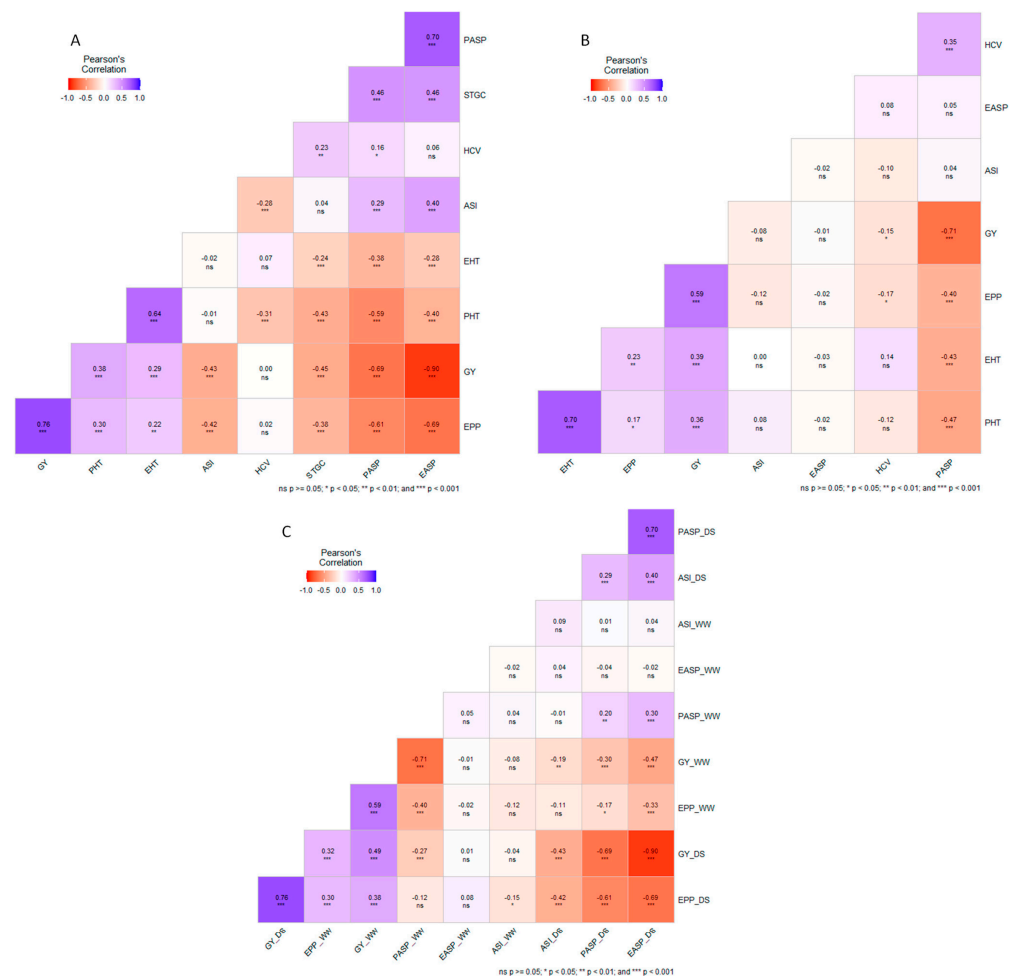 A
Pearson's
Correlation
-1.0 -0.5 0.0 0.5 1.0
0.70 *** PASP
0.46 *** 0.46 *** STGC
0.23 ** 0.16 * 0.06 ns HCV
-0.28 *** 0.04 ns 0.29 *** 0.40 *** ASI
-0.02 ns 0.07 ns -0.24 *** -0.38 *** -0.28 *** EHT
0.64 *** -0.01 ns -0.31 *** -0.43 *** -0.59 *** -0.40 *** PHT
0.38 *** 0.29 *** -0.43 *** 0.00 ns -0.45 *** -0.69 *** -0.90 *** GY
0.76 *** 0.30 *** 0.22 ** -0.42 *** 0.02 ns -0.38 *** -0.61 *** -0.69 *** EPP
GY PHT EHT ASI HCV STGC PASP EASP
ns p >= 0.05; * p < 0.05; ** p < 0.01; and *** p < 0.001
B
Pearson's
Correlation
-1.0 -0.5 0.0 0.5 1.0
0.35 *** HCV
0.08 ns 0.05 ns EASP
-0.02 ns -0.10 ns 0.04 ns ASI
-0.08 ns -0.01 ns -0.15 * -0.71 *** GY
0.59 *** -0.12 ns -0.02 ns -0.17 * -0.40 *** EPP
0.23 ** 0.39 *** 0.00 ns -0.03 ns 0.14 ns -0.43 *** EHT
0.70 *** 0.17 * 0.36 *** 0.08 ns -0.02 ns -0.12 ns -0.47 *** PHT
EHT EPP GY ASI EASP HCV PASP
ns p >= 0.05; * p < 0.05; ** p < 0.01; and *** p < 0.001
C
Pearson's
Correlation
-1.0 -0.5 0.0 0.5 1.0
0.70 *** PASP_DS
0.29 *** 0.40 *** ASI_DS
0.09 ns 0.01 ns 0.04 ns ASI_WW
-0.02 ns 0.04 ns -0.04 ns -0.02 ns EASP_WW
0.05 ns 0.04 ns -0.01 ns 0.20 ** 0.30 *** PASP_WW
-0.71 *** -0.01 ns -0.08 ns -0.19 ** -0.30 *** -0.47 *** GY_WW
0.59 *** -0.40 *** -0.02 ns -0.12 ns -0.11 ns -0.17 * -0.33 *** EPP_WW
0.32 *** 0.49 *** -0.27 *** 0.01 ns -0.04 ns -0.43 *** -0.69 *** -0.90 *** GY_DS
0.76 *** 0.30 *** 0.38 *** -0.12 ns 0.08 ns -0.15 * -0.42 *** -0.61 *** -0.69 *** EPP_DS
GY_DS EPP_WW GY_WW PASP_WW EASP_WW ASI_WW ASI_DS PASP_DS EASP_DS
ns p >= 0.05; * p < 0.05; ** p < 0.01; and *** p < 0.001